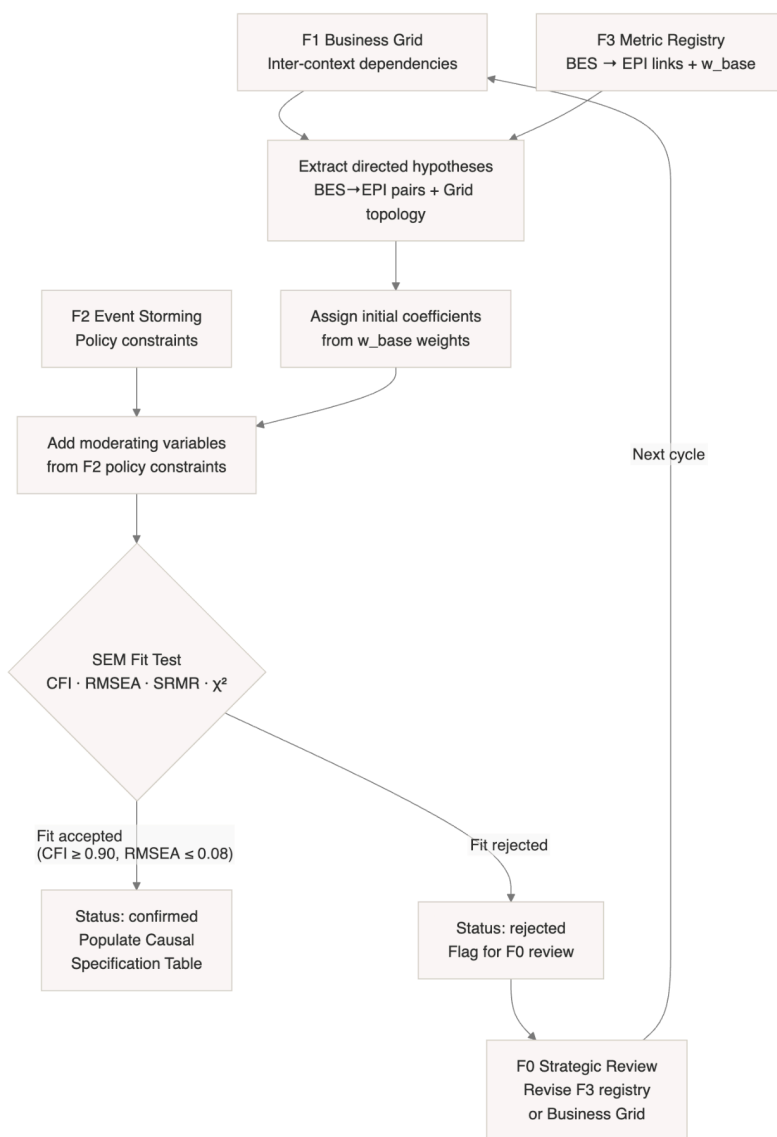 F1 Business Grid
Inter-context dependencies
F3 Metric Registry
BES → EPI links + w_base
Extract directed hypotheses
BES→EPI pairs + Grid
topology
F2 Event Storming
Policy constraints
Assign initial coefficients
from w_base weights
Add moderating variables
from F2 policy constraints
Next cycle
SEM Fit Test
CFI · RMSEA · SRMR · χ²
Fit accepted
(CFI ≥ 0.90, RMSEA ≤ 0.08)
Fit rejected
Status: confirmed
Populate Causal
Specification Table
Status: rejected
Flag for F0 review
F0 Strategic Review
Revise F3 registry
or Business Grid